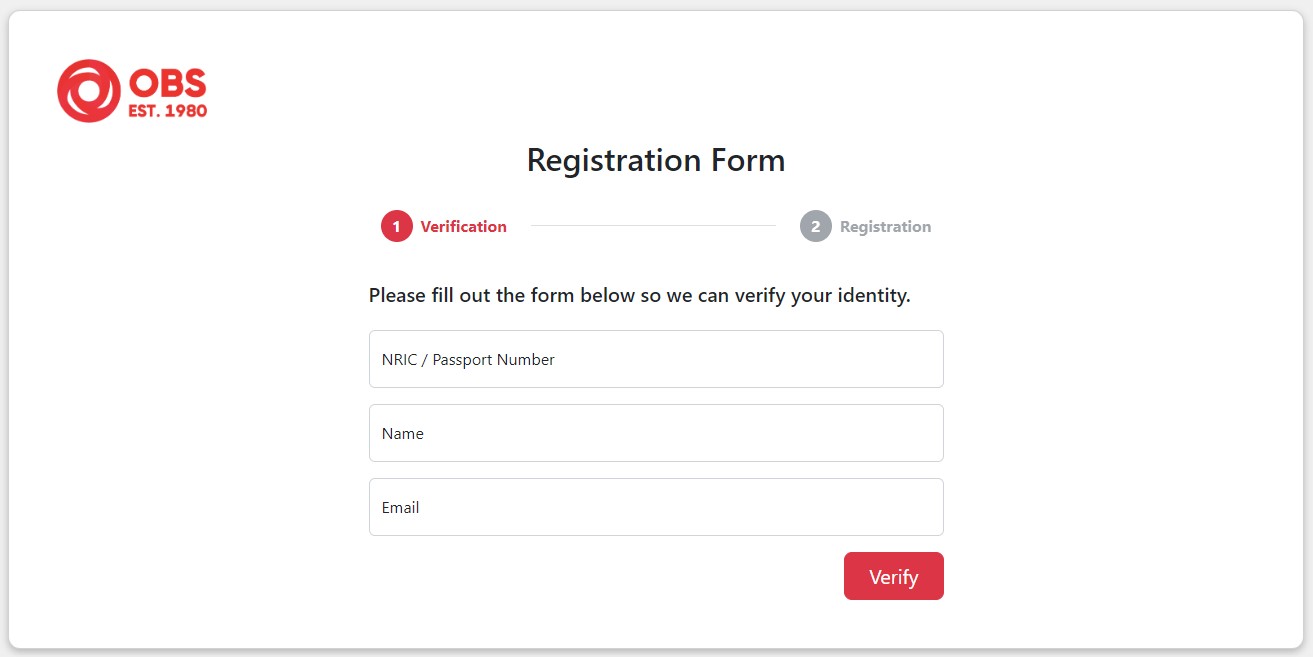 OBS
EST. 1980
Registration Form
1 Verification
2 Registration
Please fill out the form below so we can verify your identity.
NRIC / Passport Number
Name
Email
Verify